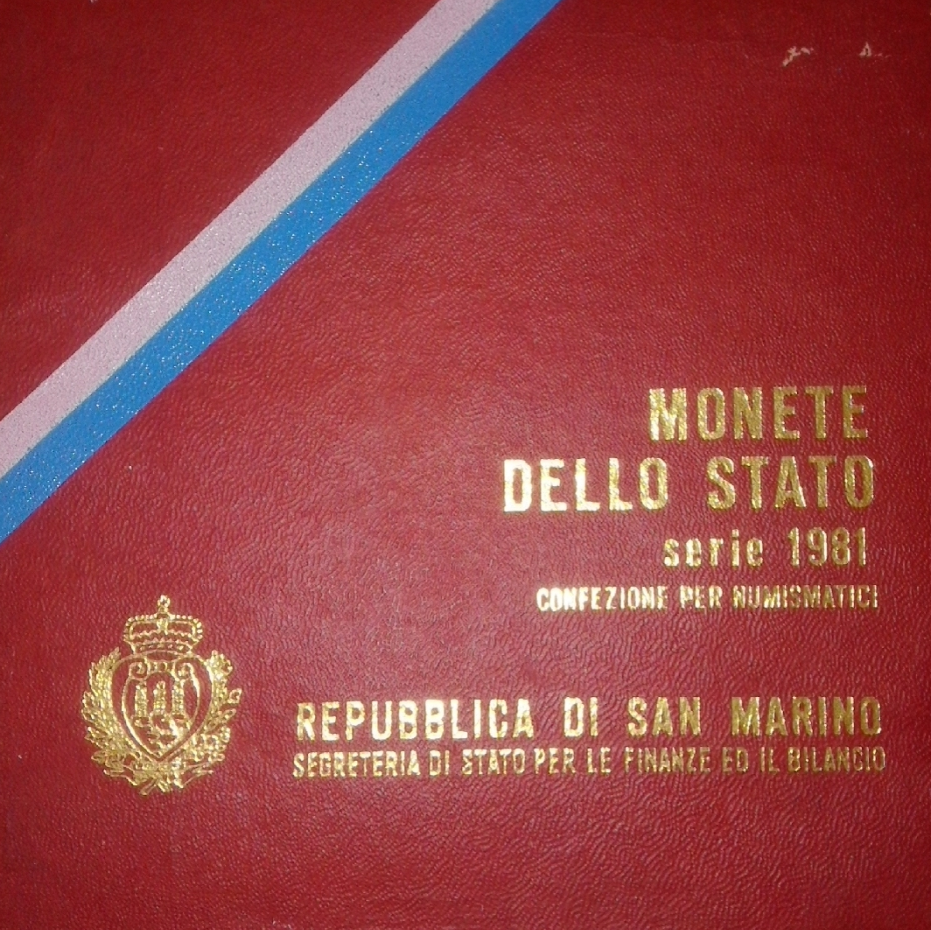 MONETE
DELLO STATO
serie 1981
CONFEZIONE PER NUMISMATICI
REPUBBLICA DI SAN MARINO
SEGRETERIA DI STATO PER LE FINANZE ED IL BILANCIO